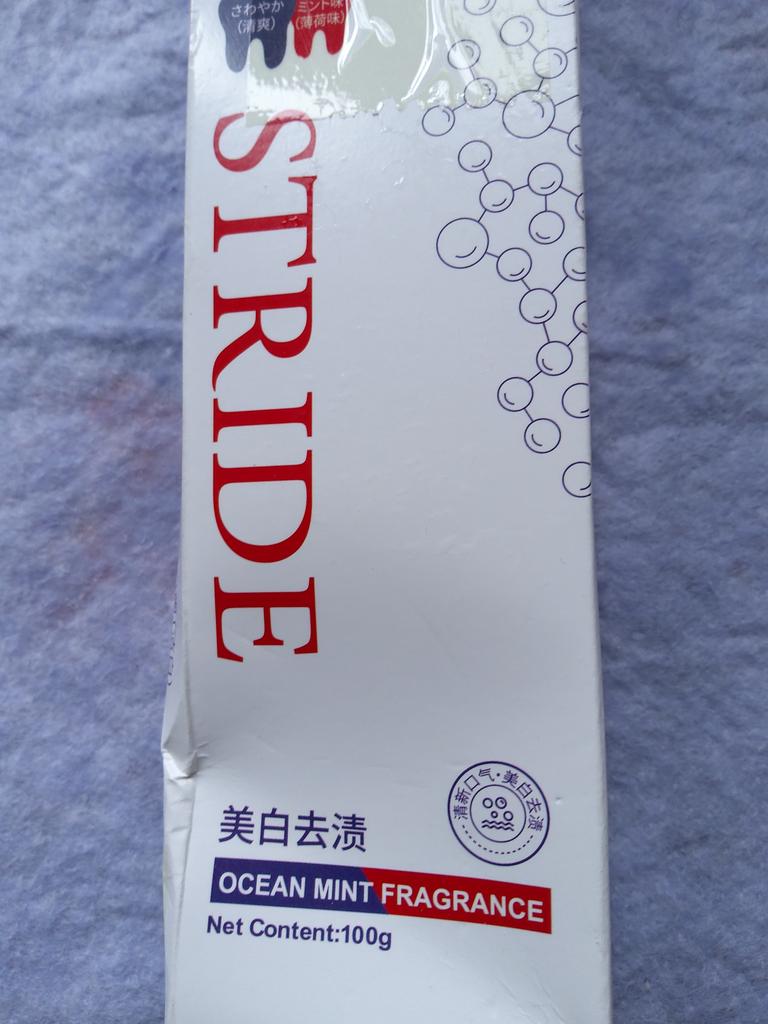 さわやか
(清爽)
ミント味
(薄荷味)
STRIDE
清新口气·美白去渍
美白去渍
OCEAN MINT FRAGRANCE
Net Content:100g